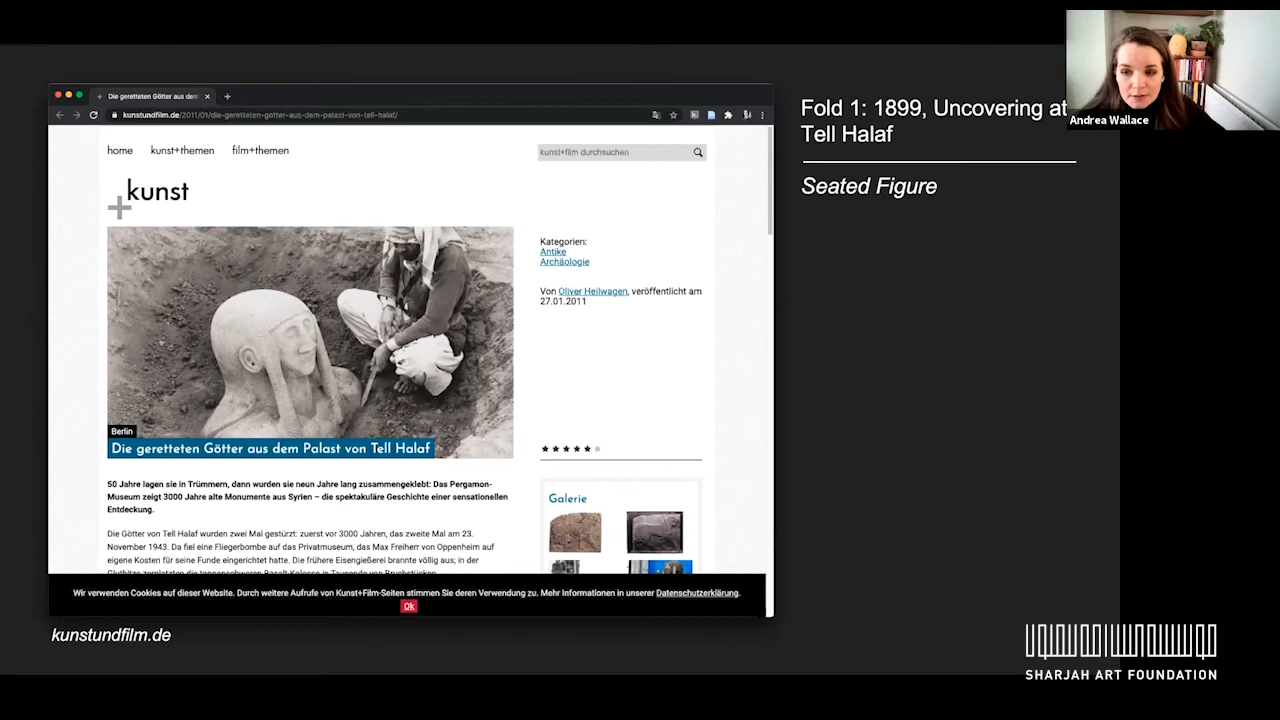 Die geretteten Götter aus dem
kunstundfilm.de/2011/01/die-geretteten-gotter-aus-dem-palast-von-tell-halaf/
home kunst+themen film+themen
kunst+film durchsuchen
+kunst
Kategorien:
Antike
Archäologie
Von Oliver Heilwagen, veröffentlicht am
27.01.2011
Berlin
Die geretteten Götter aus dem Palast von Tell Halaf
50 Jahre lagen sie in Trümmern, dann wurden sie neun Jahre lang zusammengeklebt: Das Pergamon-
Museum zeigt 3000 Jahre alte Monumente aus Syrien – die spektakuläre Geschichte einer sensationellen
Entdeckung.
Die Götter von Tell Halaf wurden zwei Mal gestürzt: zuerst vor 3000 Jahren, das zweite Mal am 23.
November 1943. Da fiel eine Fliegerbombe auf das Privatmuseum, das Max Freiherr von Oppenheim auf
eigene Kosten für seine Funde eingerichtet hatte. Die frühere Eisengießerei brannte völlig aus; in der
Galerie
Wir verwenden Cookies auf dieser Website. Durch weitere Aufrufe von Kunst+Film-Seiten stimmen Sie deren Verwendung zu. Mehr Informationen in unserer Datenschutzerklärung.
Ok
kunstundfilm.de
Fold 1: 1899, Uncovering at
Tell Halaf
Seated Figure
Andrea Wallace
SHARJAH ART FOUNDATION